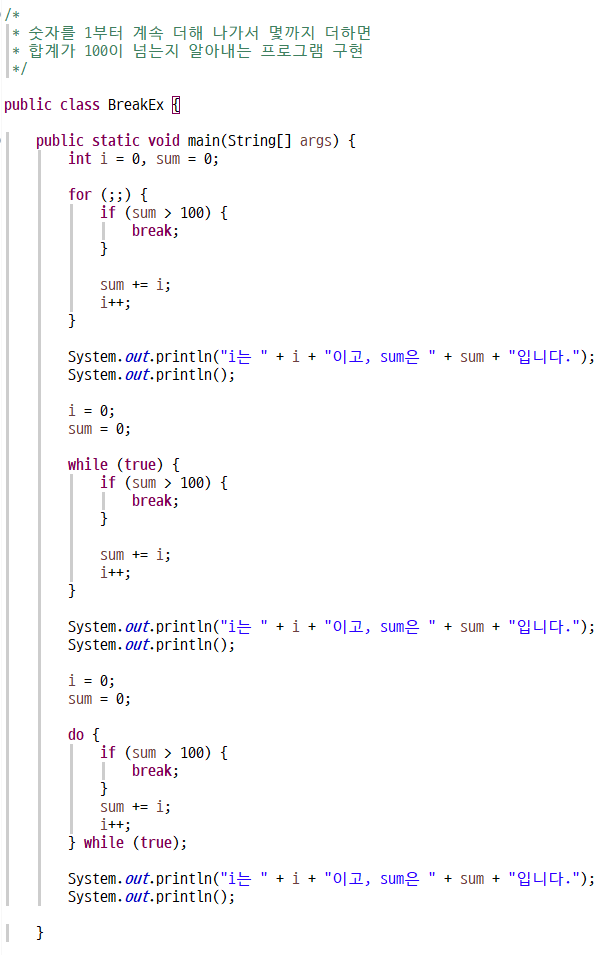 /*
 * 숫자를 1부터 계속 더해 나가서 몇까지 더하면
 * 합계가 100이 넘는지 알아내는 프로그램 구현
 */
public class BreakEx {
    public static void main(String[] args) {
        int i = 0, sum = 0;
        for (;;) {
            if (sum > 100) {
                break;
            }
            sum += i;
            i++;
        }
        System.out.println("i는 " + i + "이고, sum은 " + sum + "입니다.");
        System.out.println();
        i = 0;
        sum = 0;
        while (true) {
            if (sum > 100) {
                break;
            }
            sum += i;
            i++;
        }
        System.out.println("i는 " + i + "이고, sum은 " + sum + "입니다.");
        System.out.println();
        i = 0;
        sum = 0;
        do {
            if (sum > 100) {
                break;
            }
            sum += i;
            i++;
        } while (true);
        System.out.println("i는 " + i + "이고, sum은 " + sum + "입니다.");
        System.out.println();
    }